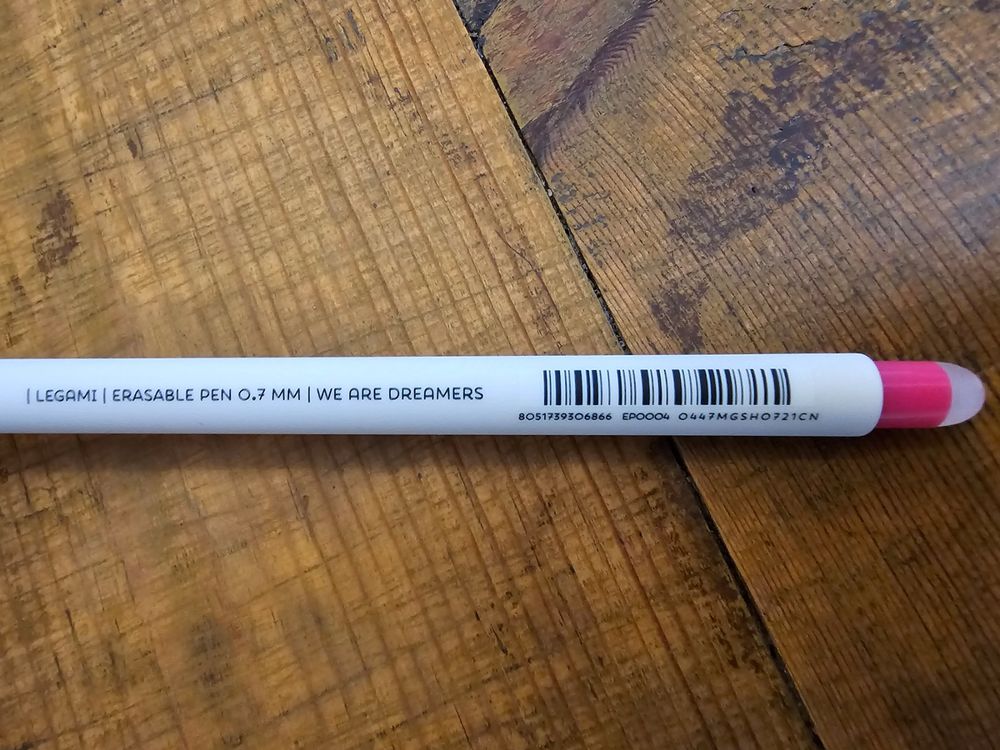 | LEGAMI | ERASABLE PEN 0.7 MM | WE ARE DREAMERS
8051739306866 EP0004 0447MGSH0721CN